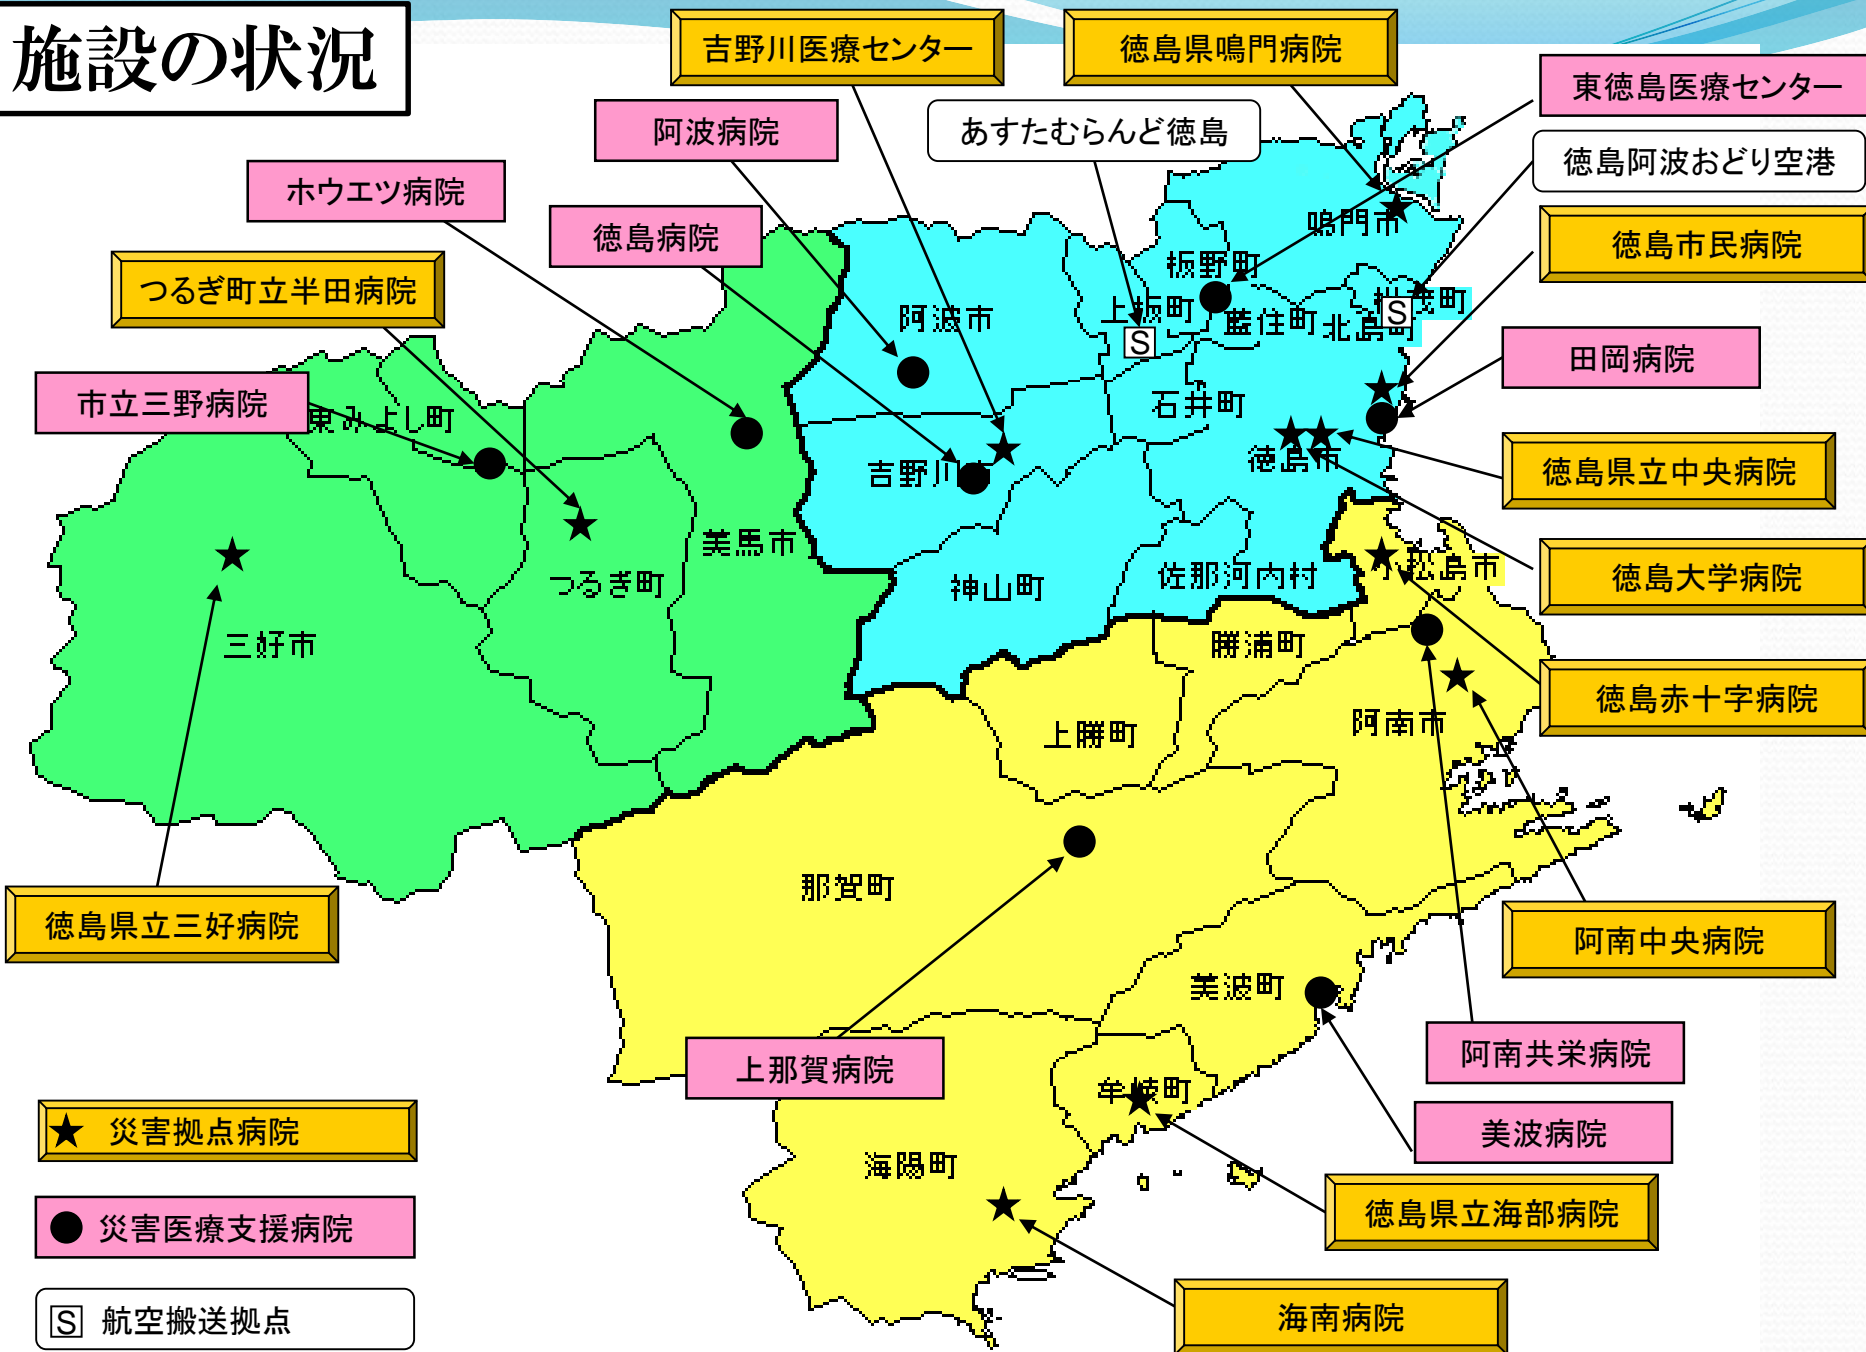 施設の状況
吉野川医療センター
徳島県鳴門病院
東徳島医療センター
阿波病院
あすたむらんど徳島
徳島阿波おどり空港
ホウエツ病院
徳島病院
徳島市民病院
つるぎ町立半田病院
田岡病院
市立三野病院
徳島県立中央病院
徳島大学病院
徳島赤十字病院
徳島県立三好病院
阿南中央病院
上那賀病院
阿南共栄病院
美波病院
徳島県立海部病院
海南病院
鳴門市
板野町
上板町
藍住町
北島町
阿波市
石井町
東みよし町
徳島市
吉野川
美馬市
つるぎ町
神山町
佐那河内村
小松島市
三好市
勝浦町
上勝町
阿南市
那賀町
美波町
牟岐町
海陽町
S
S
★ 災害拠点病院
● 災害医療支援病院
S 航空搬送拠点